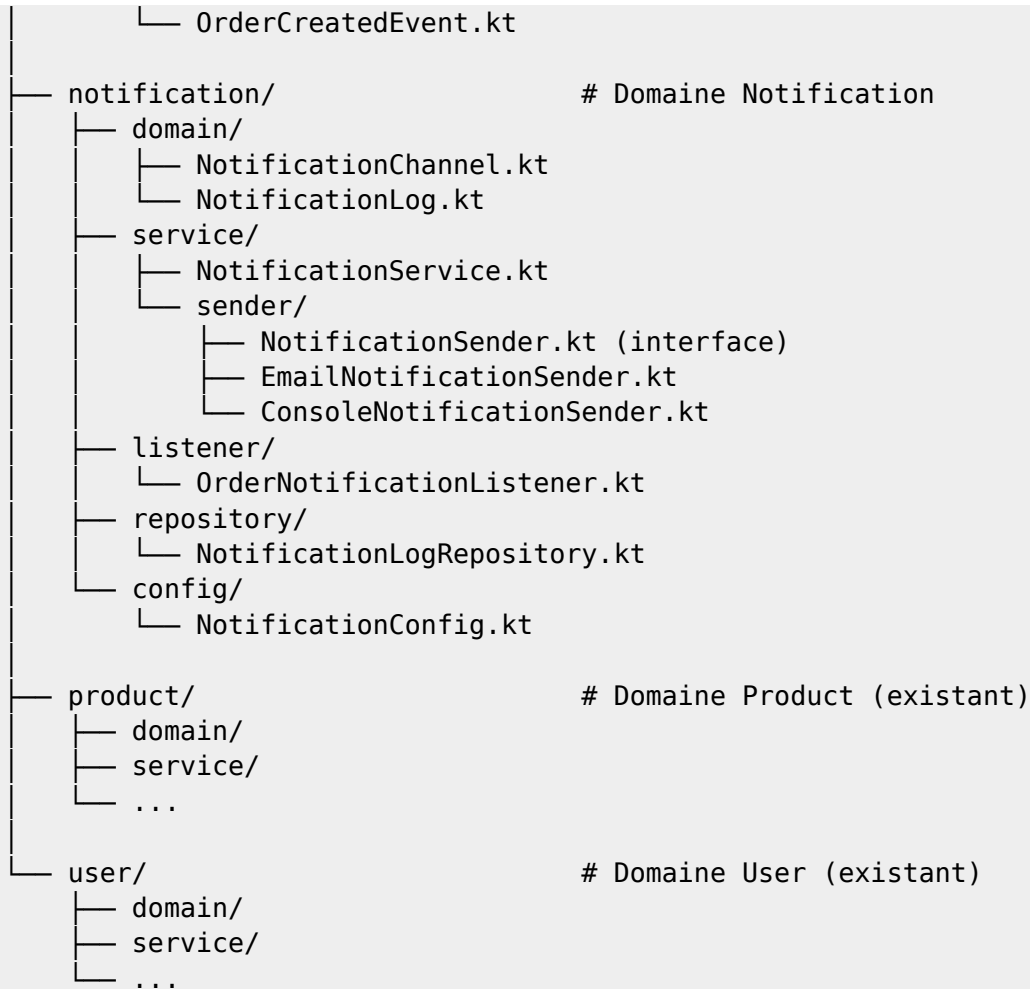 │       └── OrderCreatedEvent.kt
│
├── notification/                   # Domaine Notification
│   ├── domain/
│   │   ├── NotificationChannel.kt
│   │   └── NotificationLog.kt
│   ├── service/
│   │   ├── NotificationService.kt
│   │   └── sender/
│   │       ├── NotificationSender.kt (interface)
│   │       ├── EmailNotificationSender.kt
│   │       └── ConsoleNotificationSender.kt
│   ├── listener/
│   │   └── OrderNotificationListener.kt
│   ├── repository/
│   │   └── NotificationLogRepository.kt
│   └── config/
│       └── NotificationConfig.kt
│
├── product/                        # Domaine Product (existant)
│   ├── domain/
│   ├── service/
│   └── ...
│
└── user/                           # Domaine User (existant)
    ├── domain/
    ├── service/
    └── ...